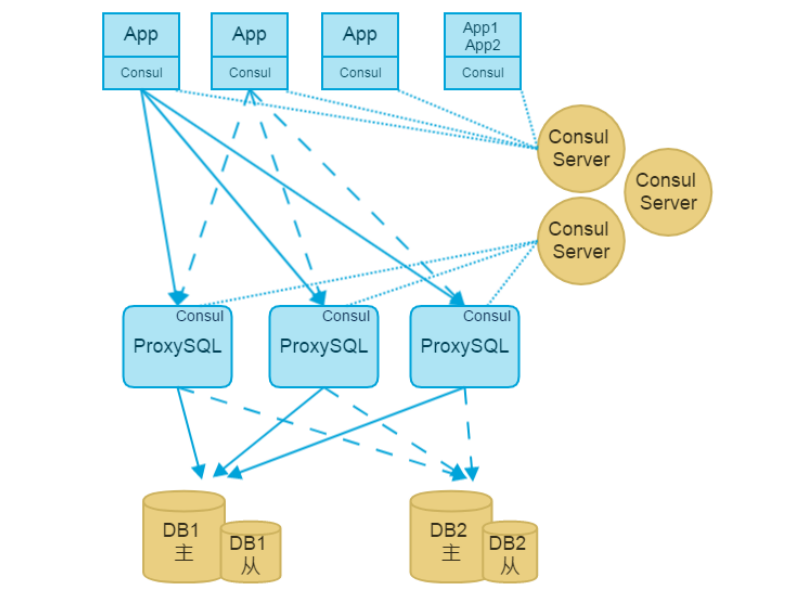 App
Consul
App
Consul
App
Consul
App1
App2
Consul
Consul
Server
Consul
Server
Consul
Server
Consul
ProxySQL
Consul
ProxySQL
Consul
ProxySQL
DB1
主
DB1
从
DB2
主
DB2
从